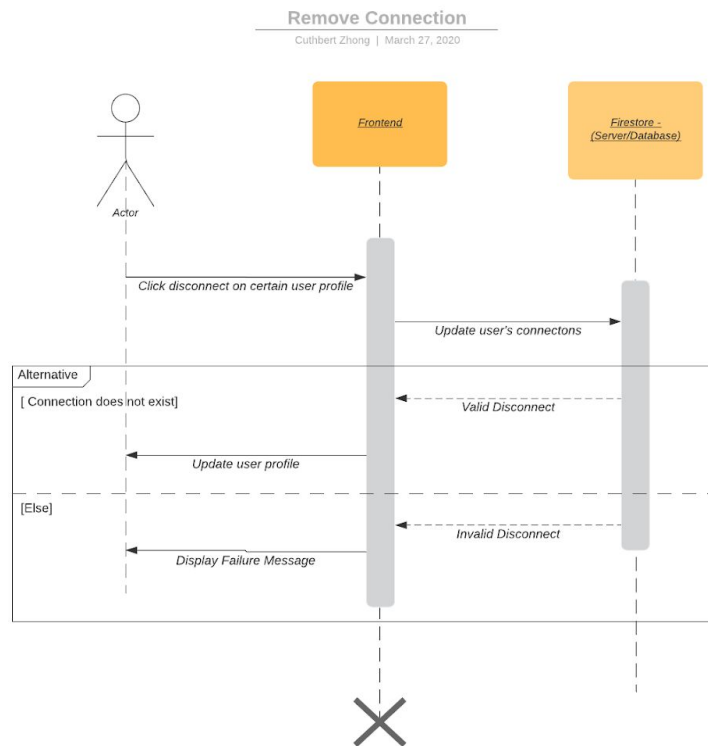 Remove Connection
Cuthbert Zhong | March 27, 2020
Frontend
Firestore -
(Server/Database)
Actor
Click disconnect on certain user profile
Update user's connectons
Alternative
[ Connection does not exist]
Valid Disconnect
Update user profile
[Else]
Invalid Disconnect
Display Failure Message